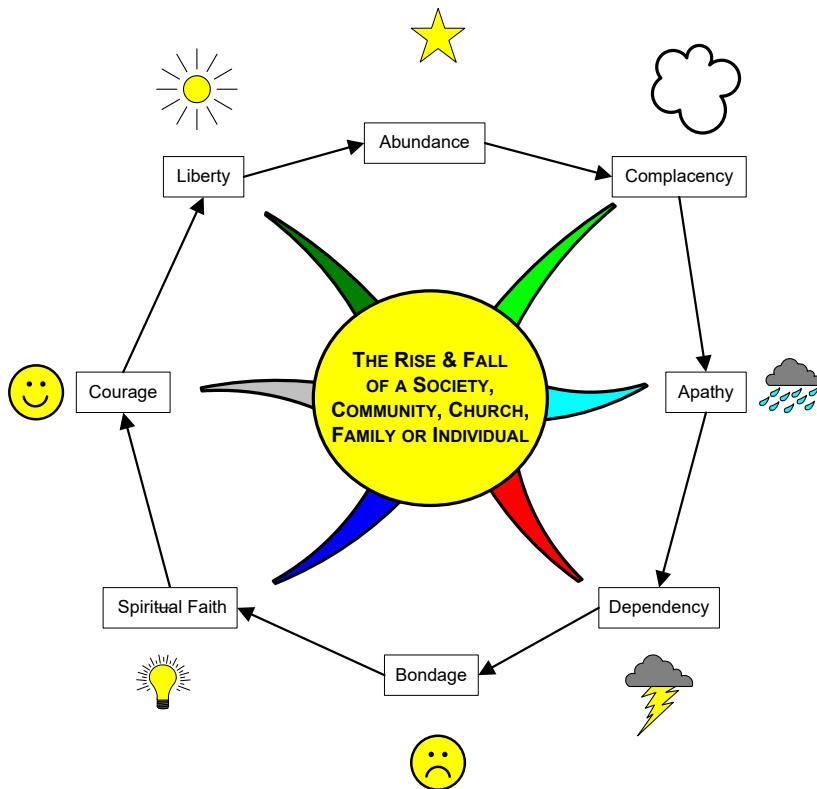 Abundance
Liberty
Complacency
THE RISE & FALL
OF A SOCIETY,
COMMUNITY, CHURCH,
FAMILY OR INDIVIDUAL
Courage
Apathy
Spiritual Faith
Dependency
Bondage